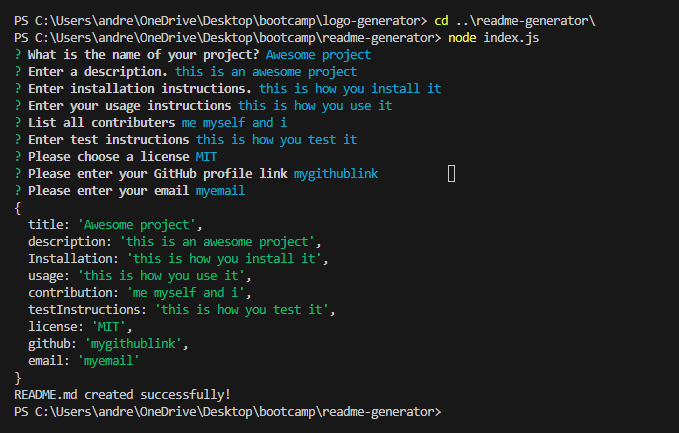 PS C:\Users\andre\OneDrive\Desktop\bootcamp\logo-generator> cd ..\readme-generator\
PS C:\Users\andre\OneDrive\Desktop\bootcamp\readme-generator> node index.js
? What is the name of your project? Awesome project
? Enter a description. this is an awesome project
? Enter installation instructions. this is how you install it
? Enter your usage instructions this is how you use it
? List all contributers me myself and i
? Enter test instructions this is how you test it
? Please choose a license MIT
? Please enter your GitHub profile link mygithublink
? Please enter your email myemail
{
  title: 'Awesome project',
  description: 'this is an awesome project',
  Installation: 'this is how you install it',
  usage: 'this is how you use it',
  contribution: 'me myself and i',
  testInstructions: 'this is how you test it',
  license: 'MIT',
  github: 'mygithublink',
  email: 'myemail'
}
README.md created successfully!
PS C:\Users\andre\OneDrive\Desktop\bootcamp\readme-generator>